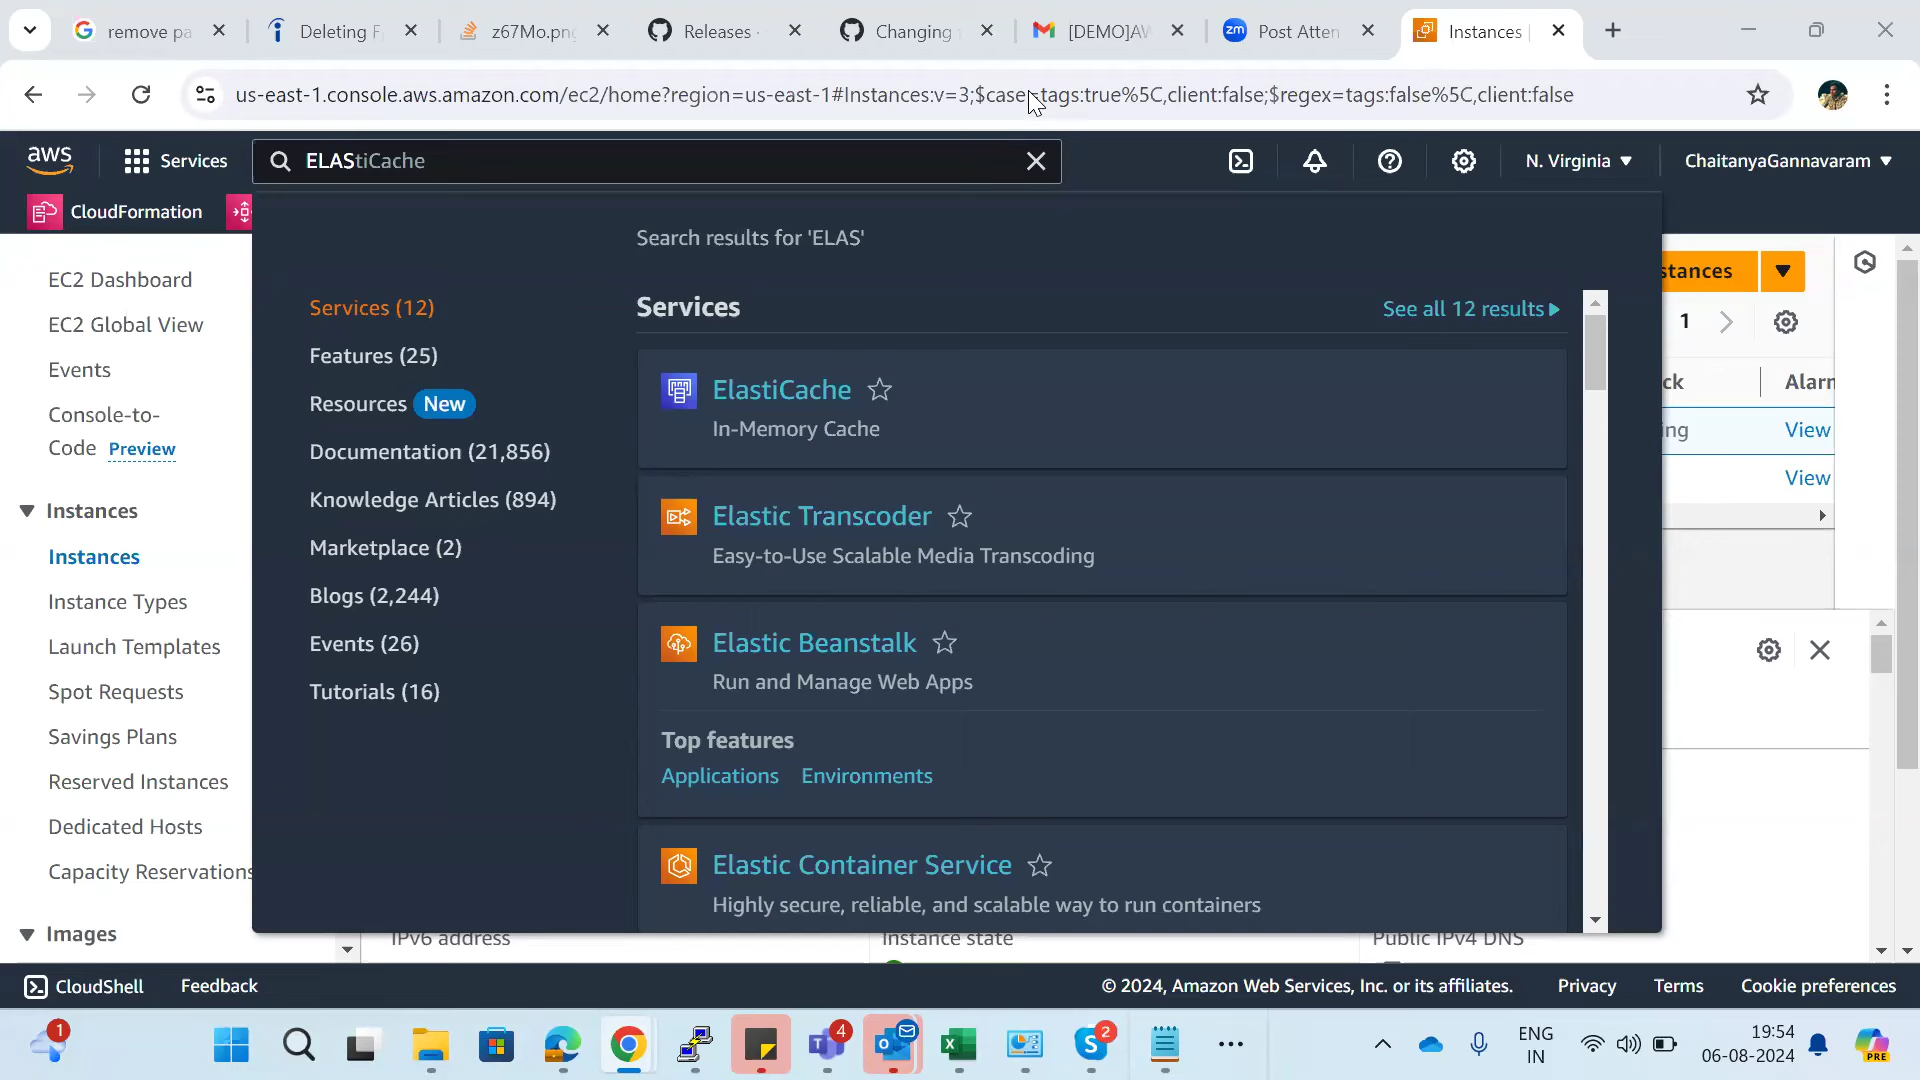 remove pa
Deleting F
z67Mo.pn
Releases ·
Changing
[DEMO]AW
Post Atten
Instances |
us-east-1.console.aws.amazon.com/ec2/home?region=us-east-1#Instances:v=3;$case=tags:true%5C,client:false;$regex=tags:false%5C,client:false
aws
Services
ELAStiCache
N. Virginia
ChaitanyaGannavaram
CloudFormation
Search results for 'ELAS'
EC2 Dashboard
EC2 Global View
Events
Console-to-
Code Preview
Instances
Instances
Instance Types
Launch Templates
Spot Requests
Savings Plans
Reserved Instances
Dedicated Hosts
Capacity Reservations
Images
Services (12)
Features (25)
Resources New
Documentation (21,856)
Knowledge Articles (894)
Marketplace (2)
Blogs (2,244)
Events (26)
Tutorials (16)
Services
See all 12 results
ElastiCache
In-Memory Cache
Elastic Transcoder
Easy-to-Use Scalable Media Transcoding
Elastic Beanstalk
Run and Manage Web Apps
Top features
Applications Environments
Elastic Container Service
Highly secure, reliable, and scalable way to run containers
stances
1
ck
Alarn
ing
View
View
IPv6 address
Instance state
Public IPv4 DNS
CloudShell
Feedback
© 2024, Amazon Web Services, Inc. or its affiliates.
Privacy
Terms
Cookie preferences
1
4
2
ENG
IN
19:54
06-08-2024
PRE